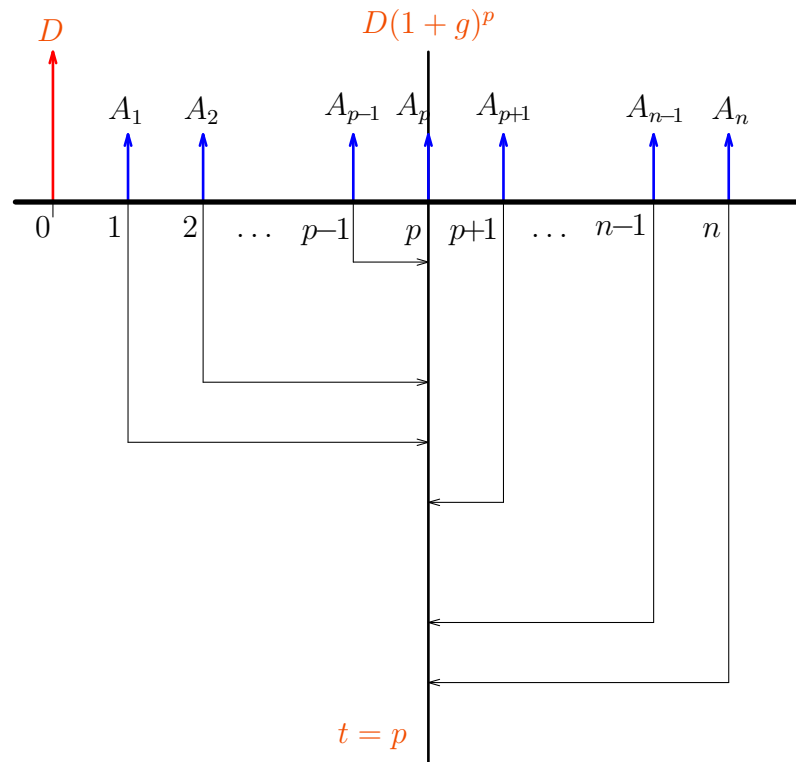 D D(1 + g)^p
A_1 A_2 A_{p−1} A_p A_{p+1} A_{n−1} A_n
0 1 2 ... p−1 p p+1 ... n−1 n
t = p